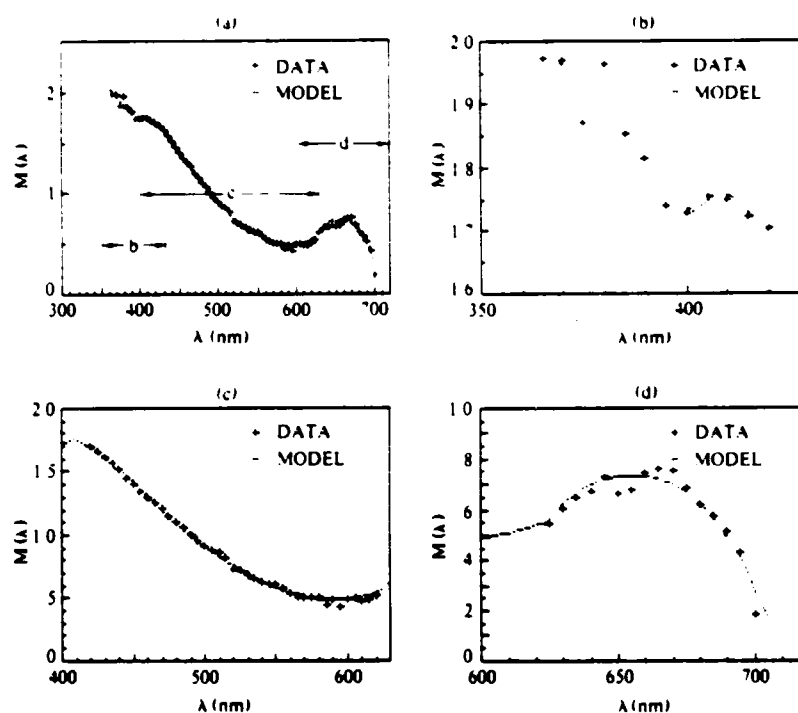 (a)
M(λ)
2
1
0
+ DATA
- MODEL
d
c
b
300 400 500 600 700
λ (nm)
(b)
M(λ)
2 0
1 9
1 8
1 7
1 6
+ DATA
- MODEL
350 400
λ (nm)
(c)
M(λ)
2 0
1 5
1 0
5
0
+ DATA
- MODEL
400 500 600
λ (nm)
(d)
M(λ)
1 0
8
6
4
2
0
+ DATA
- MODEL
600 650 700
λ (nm)